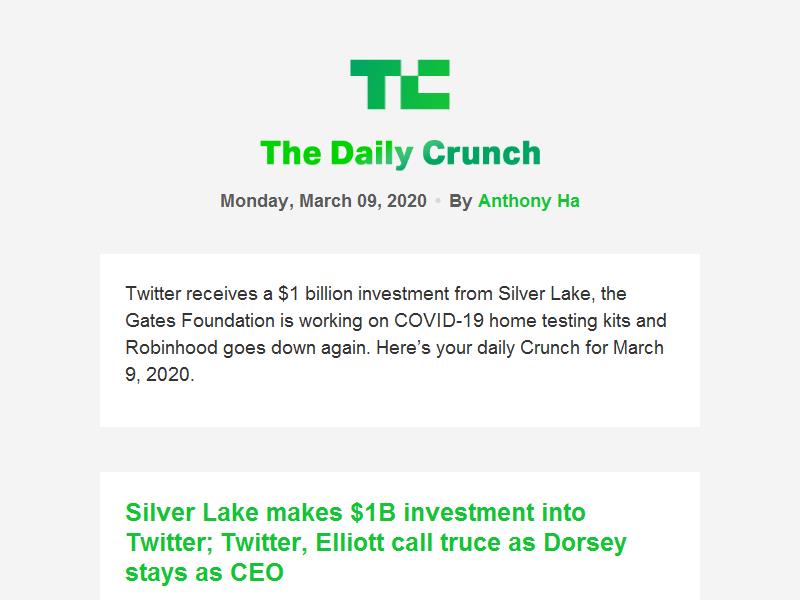 TC
The Daily Crunch
Monday, March 09, 2020 • By Anthony Ha
Twitter receives a $1 billion investment from Silver Lake, the
Gates Foundation is working on COVID-19 home testing kits and
Robinhood goes down again. Here’s your daily Crunch for March
9, 2020.
Silver Lake makes $1B investment into
Twitter; Twitter, Elliott call truce as Dorsey
stays as CEO